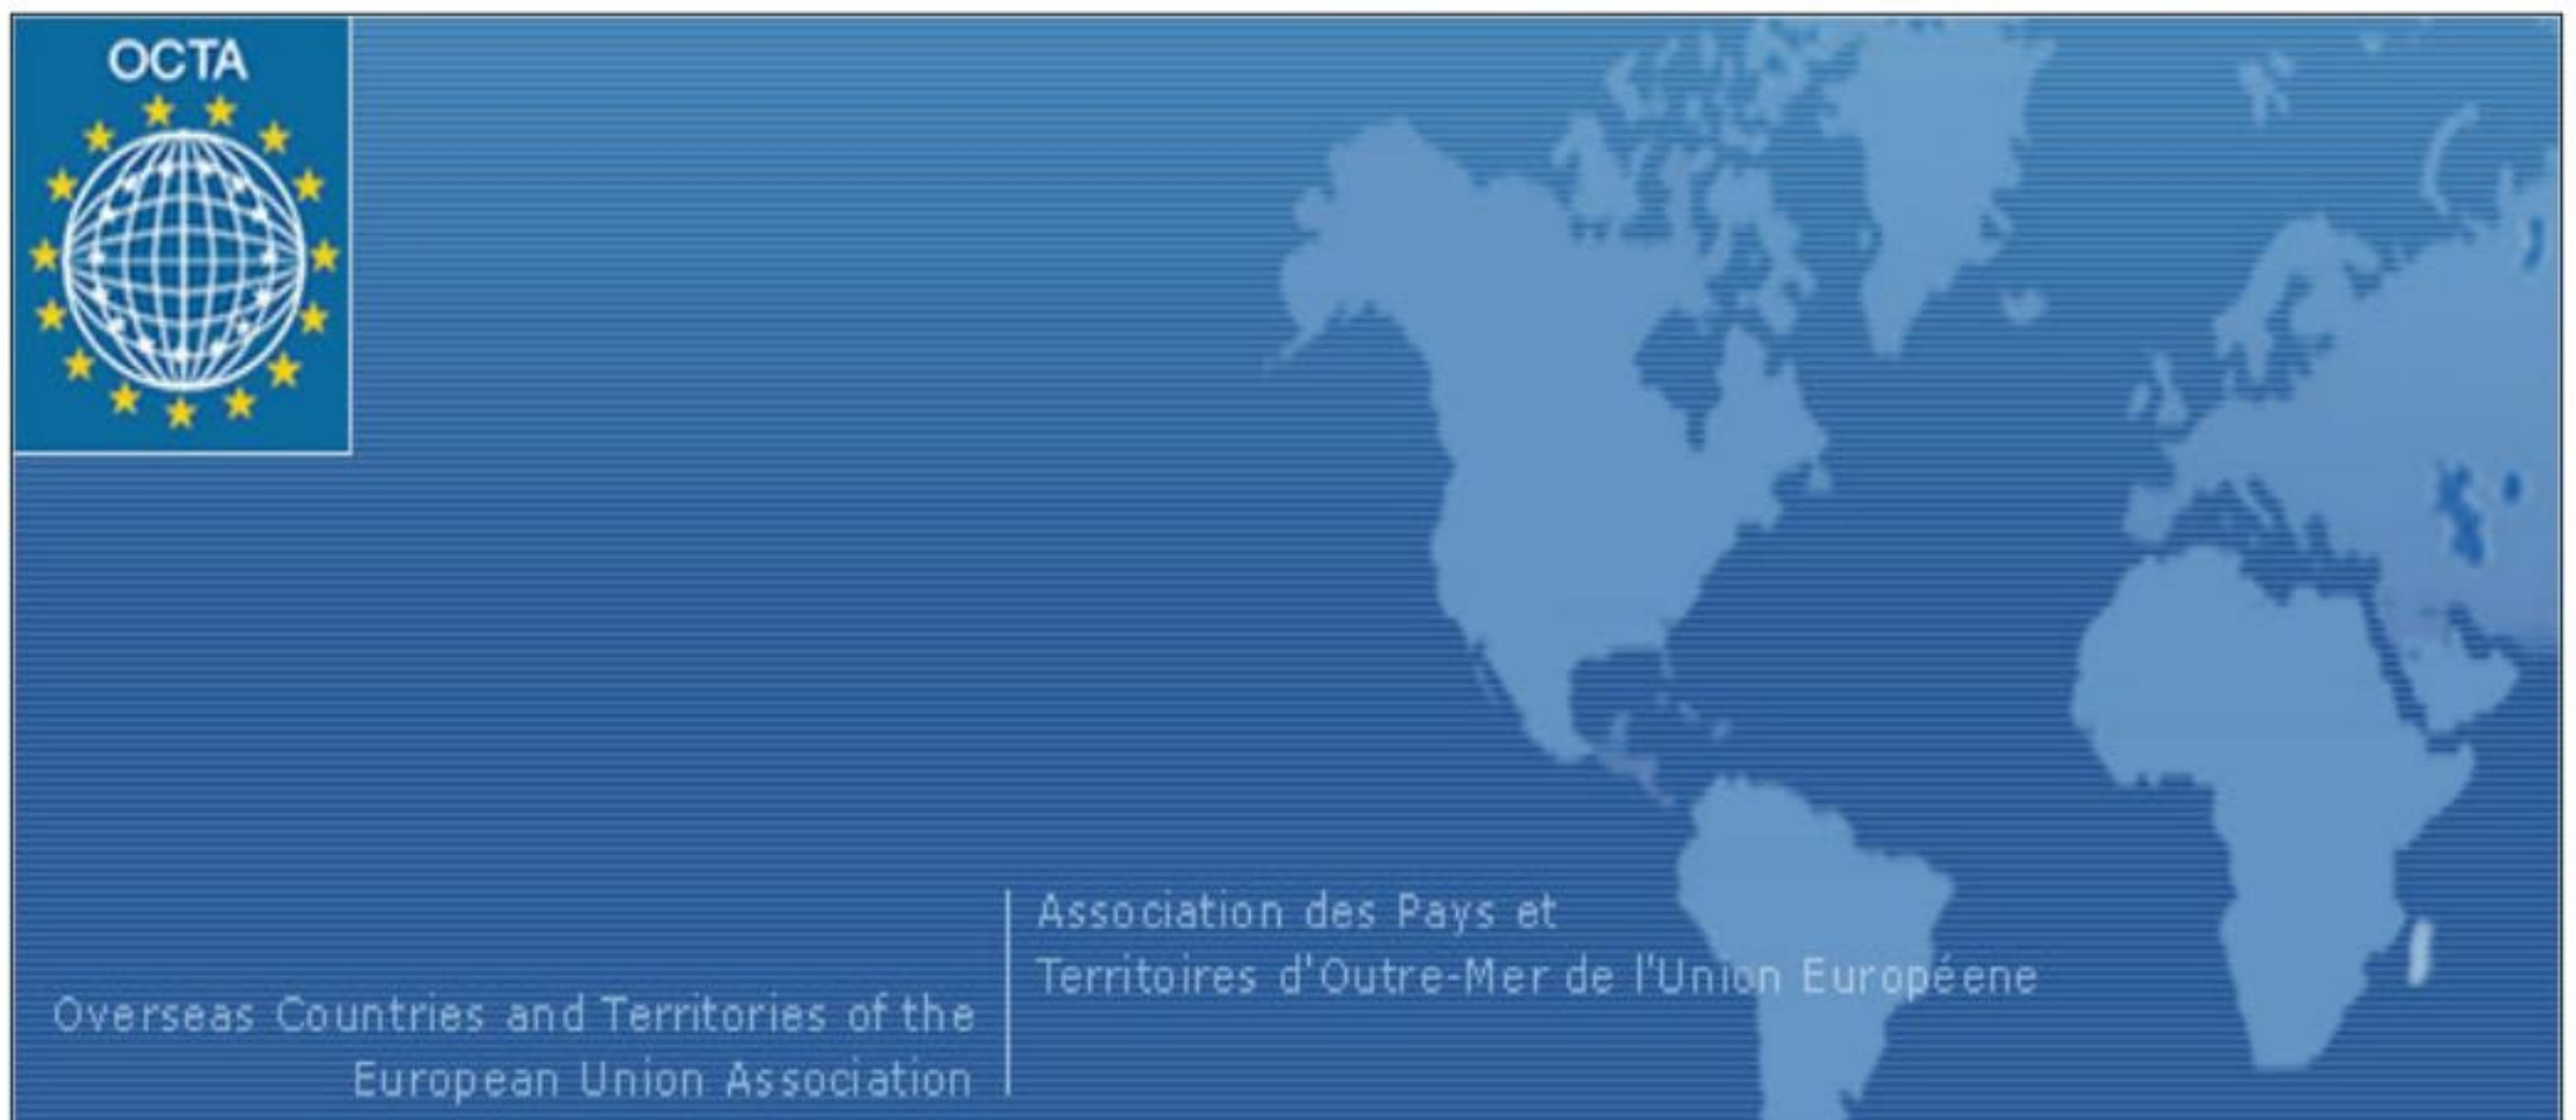 OCTA
Overseas Countries and Territories of the
European Union Association
Association des Pays et
Territoires d'Outre-Mer de l'Union Européene